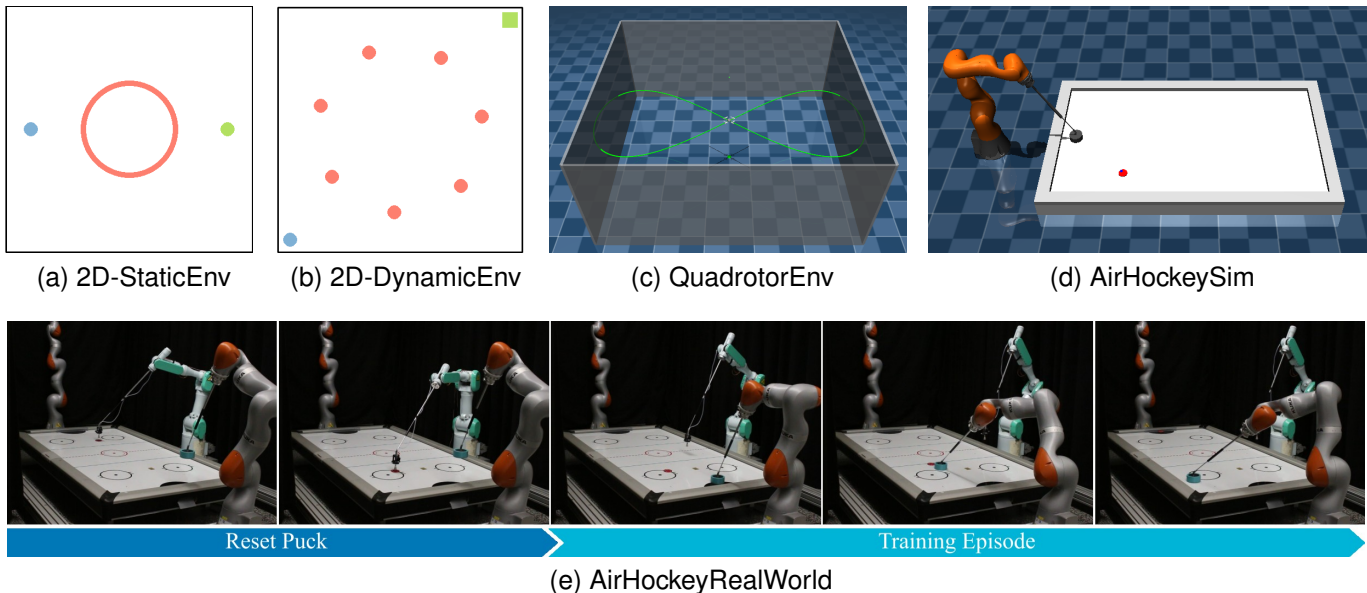 (a) 2D-StaticEnv
(b) 2D-DynamicEnv
(c) QuadrotorEnv
(d) AirHockeySim
Reset Puck
Training Episode
(e) AirHockeyRealWorld